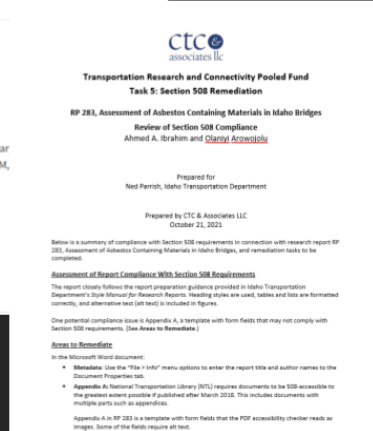 ctc
associates llc
Transportation Research and Connectivity Pooled Fund
Task 5: Section 508 Remediation
RP 283, Assessment of Asbestos Containing Materials in Idaho Bridges
Review of Section 508 Compliance
Ahmed A. Ibrahim and Olaniyi Arowojolu
ar
M,
Prepared for
Ned Parrish, Idaho Transportation Department
Prepared by CTC & Associates LLC
October 21, 2021
Below is a summary of compliance with Section 508 requirements in connection with research report RP
283, Assessment of Asbestos Containing Materials in Idaho Bridges, and remediation tasks to be
completed.
Assessment of Report Compliance With Section 508 Requirements
The report closely follows the report preparation guidance provided in Idaho Transportation
Department's Style Manual for Research Reports. Heading styles are used, tables and lists are formatted
correctly, and alternative text (alt text) is included in figures.
One potential compliance issue is Appendix A, a template with form fields that may not comply with
Section 508 requirements. (See Areas to Remediate.)
Areas to Remediate
In the Microsoft Word document:
• Metadata: Use the "File > Info" menu options to enter the report title and author names to the
Document Properties tab.
• Appendix A: National Transportation Library (NTL) requires documents to be 508-accessible to
the greatest extent possible if published after March 2018. This includes documents with
multiple parts such as appendices.
Appendix A in RP 283 is a template with form fields that the PDF accessibility checker reads as
images. Some of the fields require alt text.